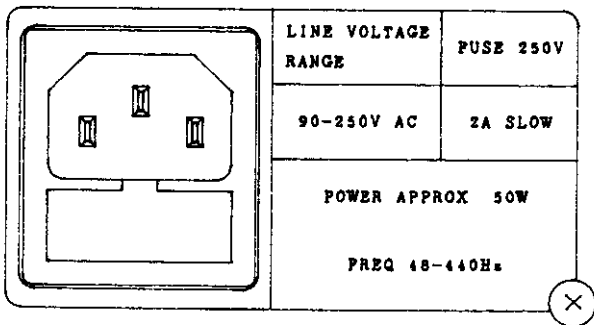 LINE VOLTAGE
RANGE
PUSE 250V
90-250V AC
2A SLOW
POWER APPROX 50W
PREQ 48-440Hz